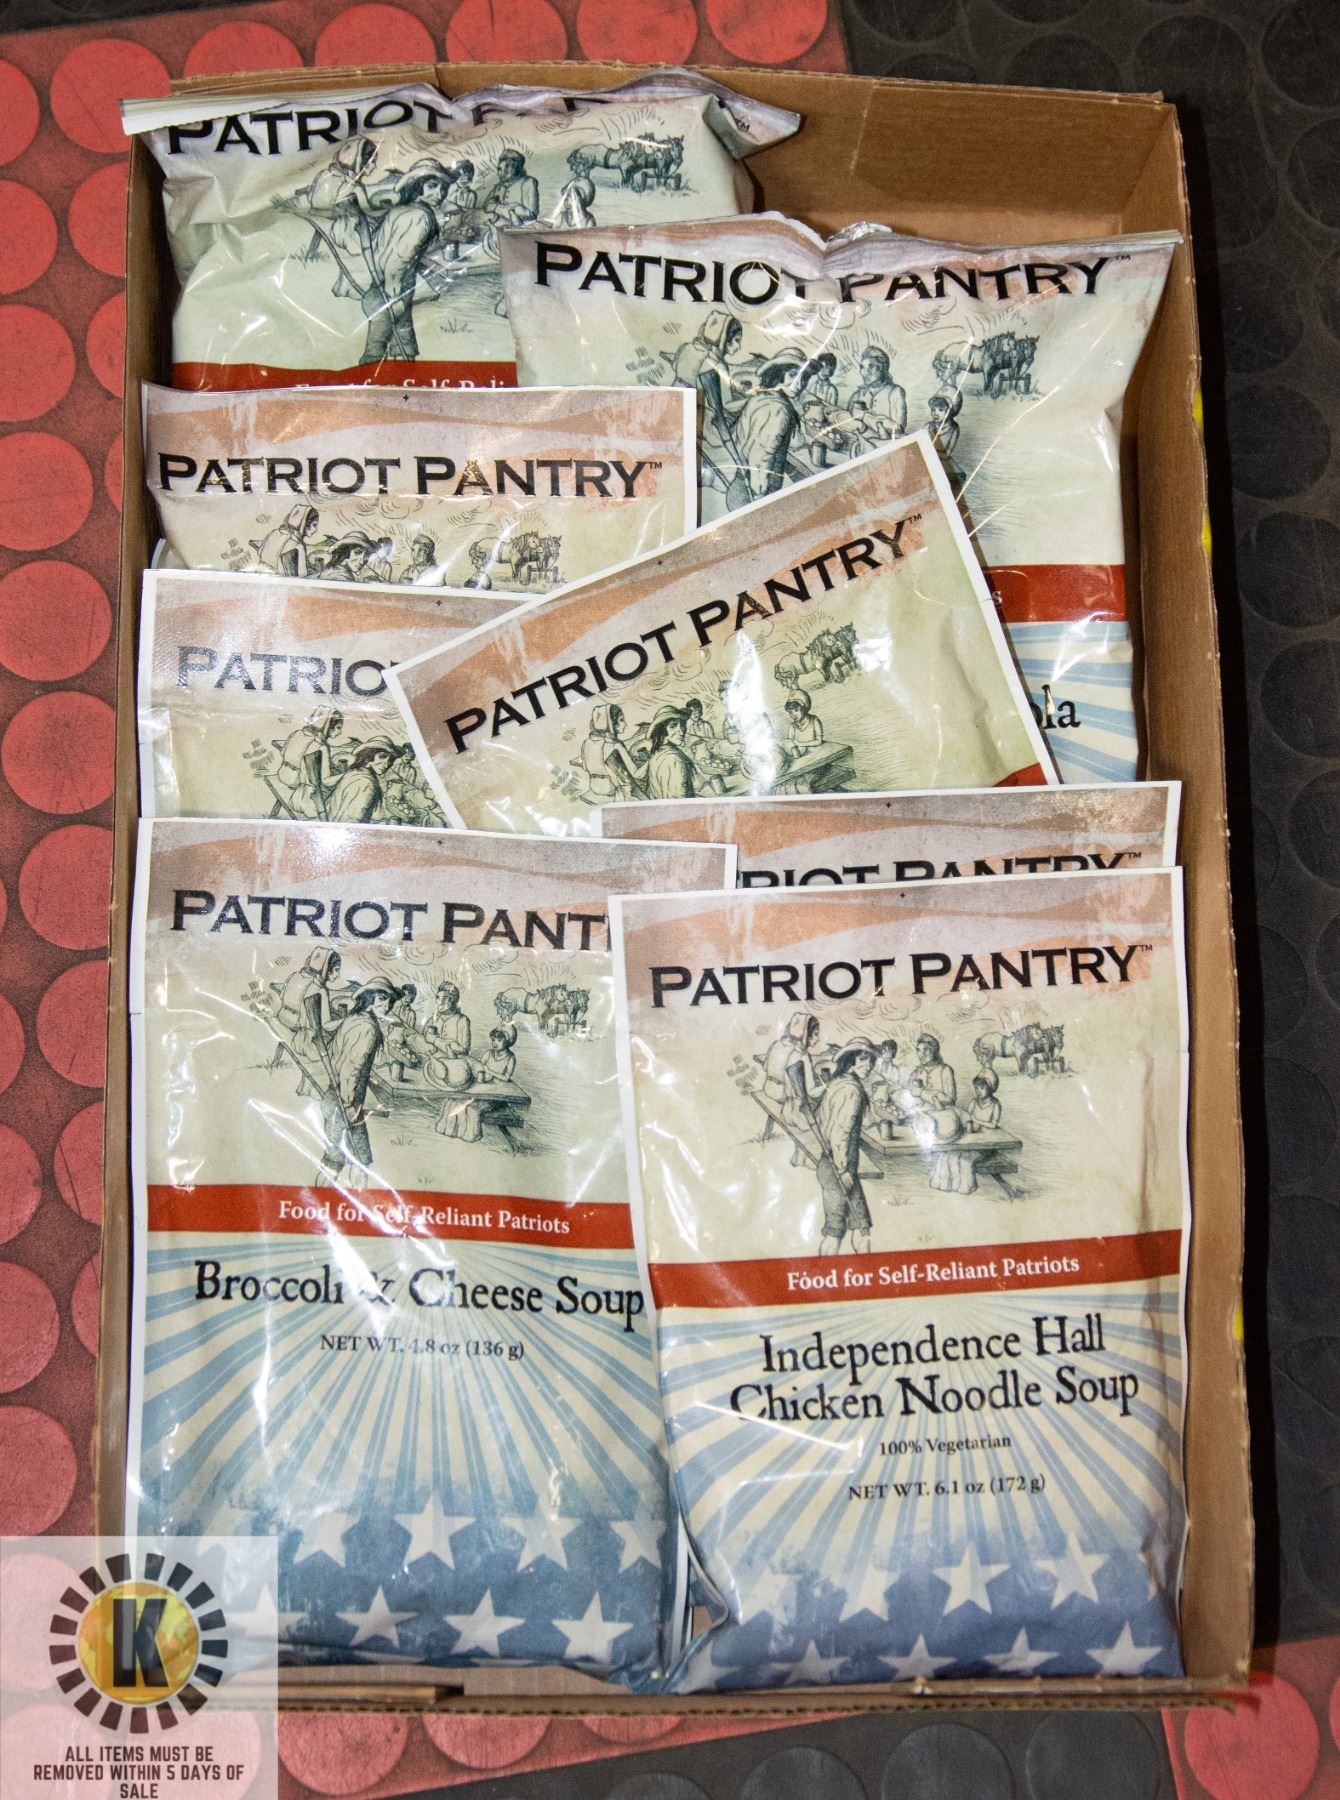 PATRIOT
PATRIOT PANTRY™
PATRIOT PANTRY™
PATRIOT PANTRY™
PATRIOT PANTRY™
PATRIOT PANTRY™
Food for Self-Reliant Patriots
Broccoli & Cheese Soup
NET WT. 4.8 oz (136 g)
Food for Self-Reliant Patriots
Independence Hall
Chicken Noodle Soup
100% Vegetarian
NET WT. 6.1 oz (172 g)
K
ALL ITEMS MUST BE
REMOVED WITHIN 5 DAYS OF
SALE